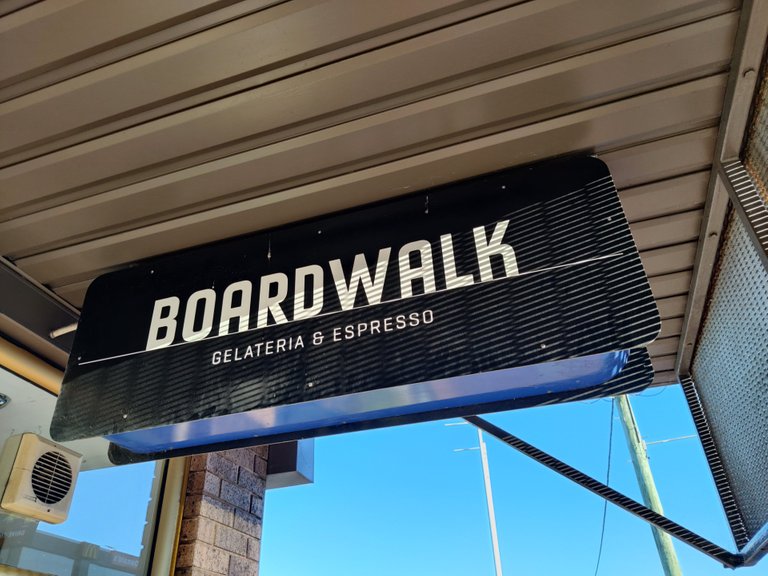 BOARDWALK
GELATERIA & ESPRESSO